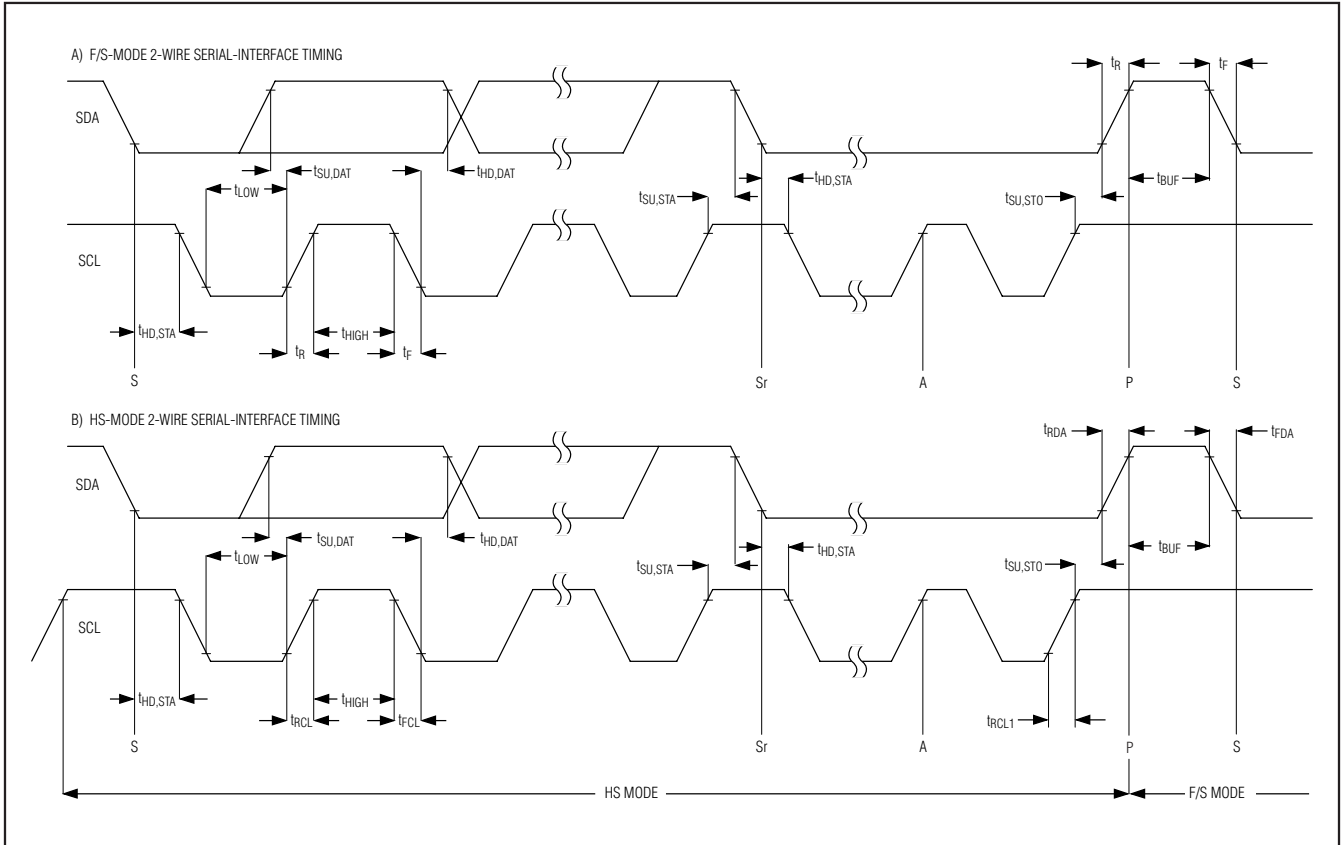 A) F/S-MODE 2-WIRE SERIAL-INTERFACE TIMING
tR
tF
SDA
tSU,DAT
tHD,DAT
tHD,STA
tLOW
tBUF
tSU,STA
tSU,STO
SCL
tHD,STA
tHIGH
tR
tF
S
Sr
A
P
S
B) HS-MODE 2-WIRE SERIAL-INTERFACE TIMING
tRDA
tFDA
SDA
tSU,DAT
tHD,DAT
tHD,STA
tLOW
tBUF
tSU,STA
tSU,STO
SCL
tHD,STA
tHIGH
tRCL
tFCL
tRCL1
S
Sr
A
P
S
HS MODE
F/S MODE